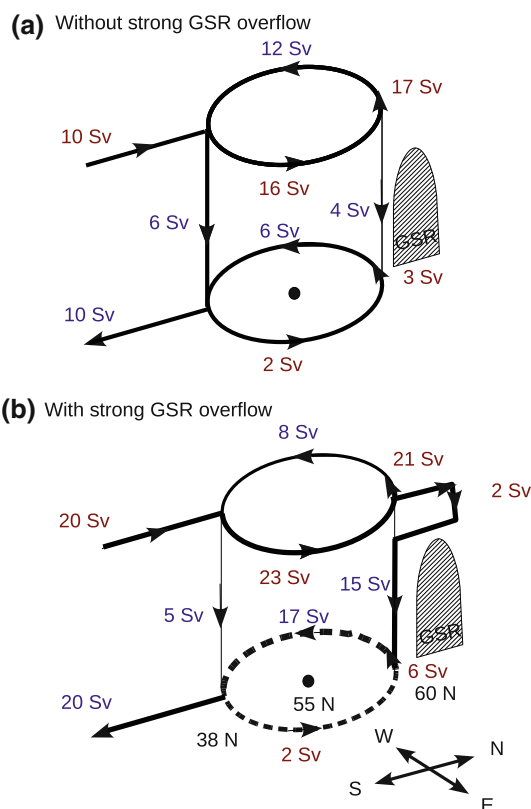 (a) Without strong GSR overflow
12 Sv
17 Sv
10 Sv
16 Sv
4 Sv
6 Sv
6 Sv
GSR
3 Sv
10 Sv
2 Sv
(b) With strong GSR overflow
8 Sv
21 Sv
2 Sv
20 Sv
23 Sv
15 Sv
5 Sv
17 Sv
GSR
6 Sv
60 N
20 Sv
55 N
38 N
2 Sv
W
N
S
E